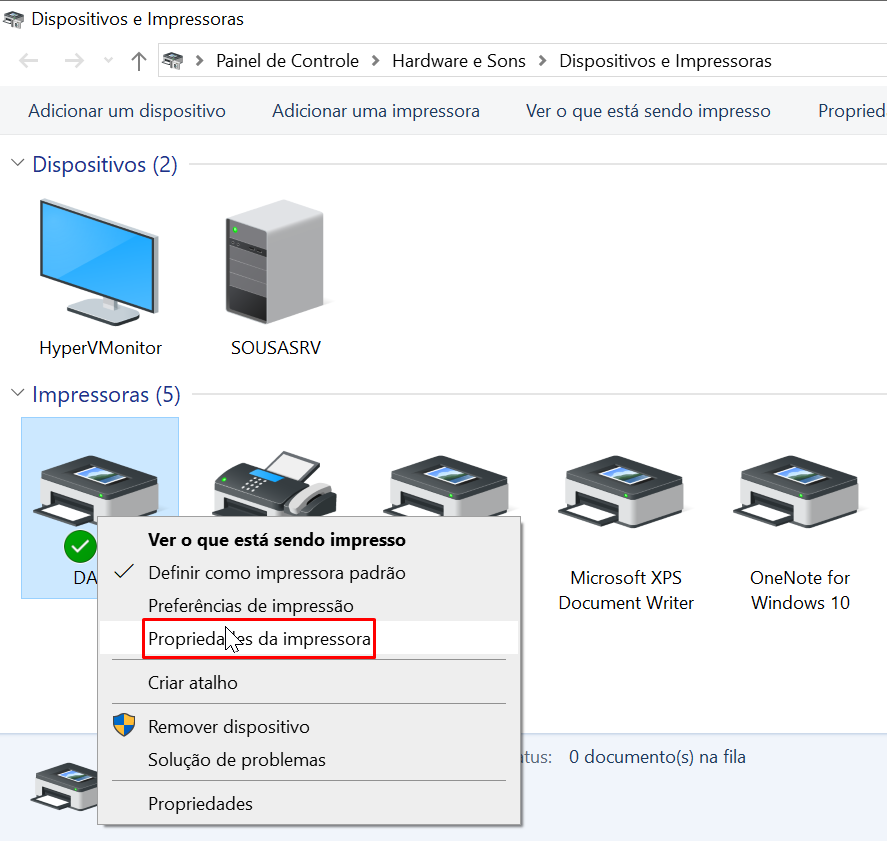 Dispositivos e Impressoras
Painel de Controle > Hardware e Sons > Dispositivos e Impressoras
Adicionar um dispositivo Adicionar uma impressora Ver o que está sendo impresso Propried
Dispositivos (2)
HyperVMonitor SOUSASRV
Impressoras (5)
DA
Microsoft XPS
Document Writer
OneNote for
Windows 10
Ver o que está sendo impresso
Definir como impressora padrão
Preferências de impressão
Propriedades da impressora
Criar atalho
Remover dispositivo
Solução de problemas
Propriedades
tus: 0 documento(s) na fila